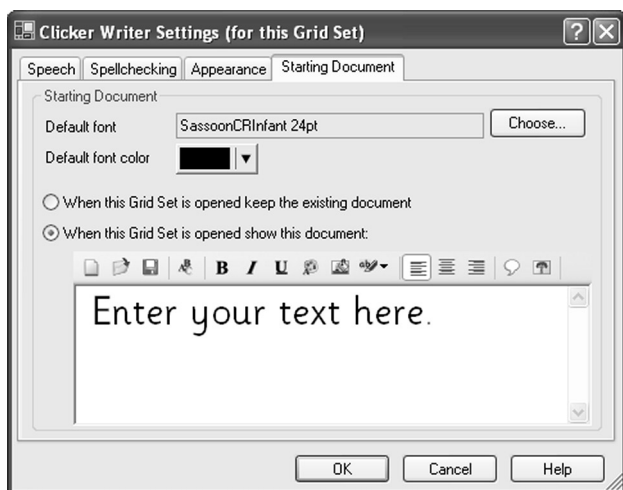 Clicker Writer Settings (for this Grid Set)
Speech Spellchecking Appearance Starting Document
Starting Document
Default font SassoonCRInfant 24pt Choose...
Default font color
When this Grid Set is opened keep the existing document
When this Grid Set is opened show this document:
B I U
Enter your text here.
OK Cancel Help